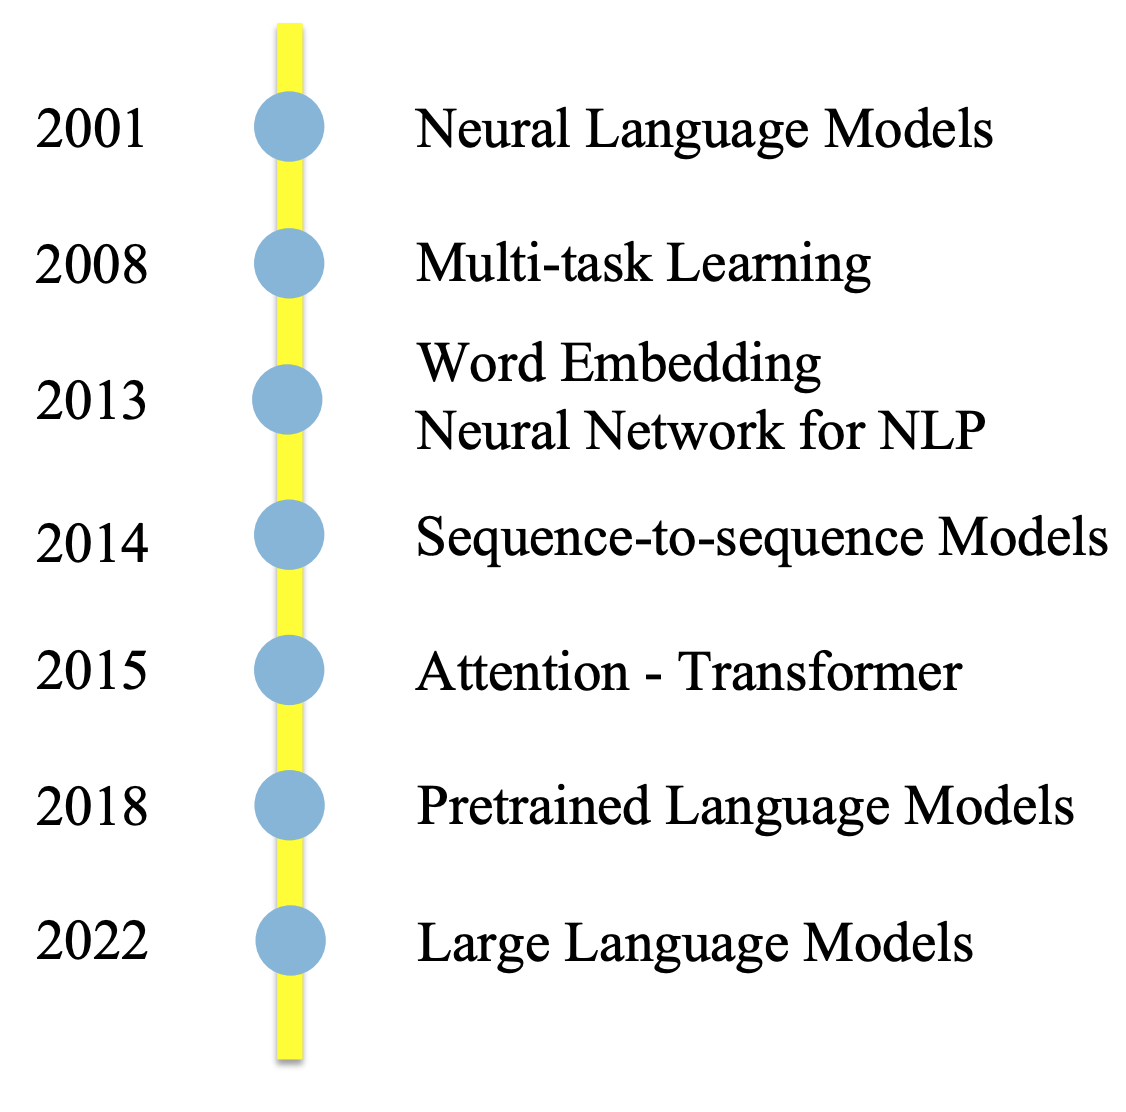 2001 Neural Language Models
2008 Multi-task Learning
Word Embedding
2013
Neural Network for NLP
2014 Sequence-to-sequence Models
2015 Attention - Transformer
2018 Pretrained Language Models
2022 Large Language Models